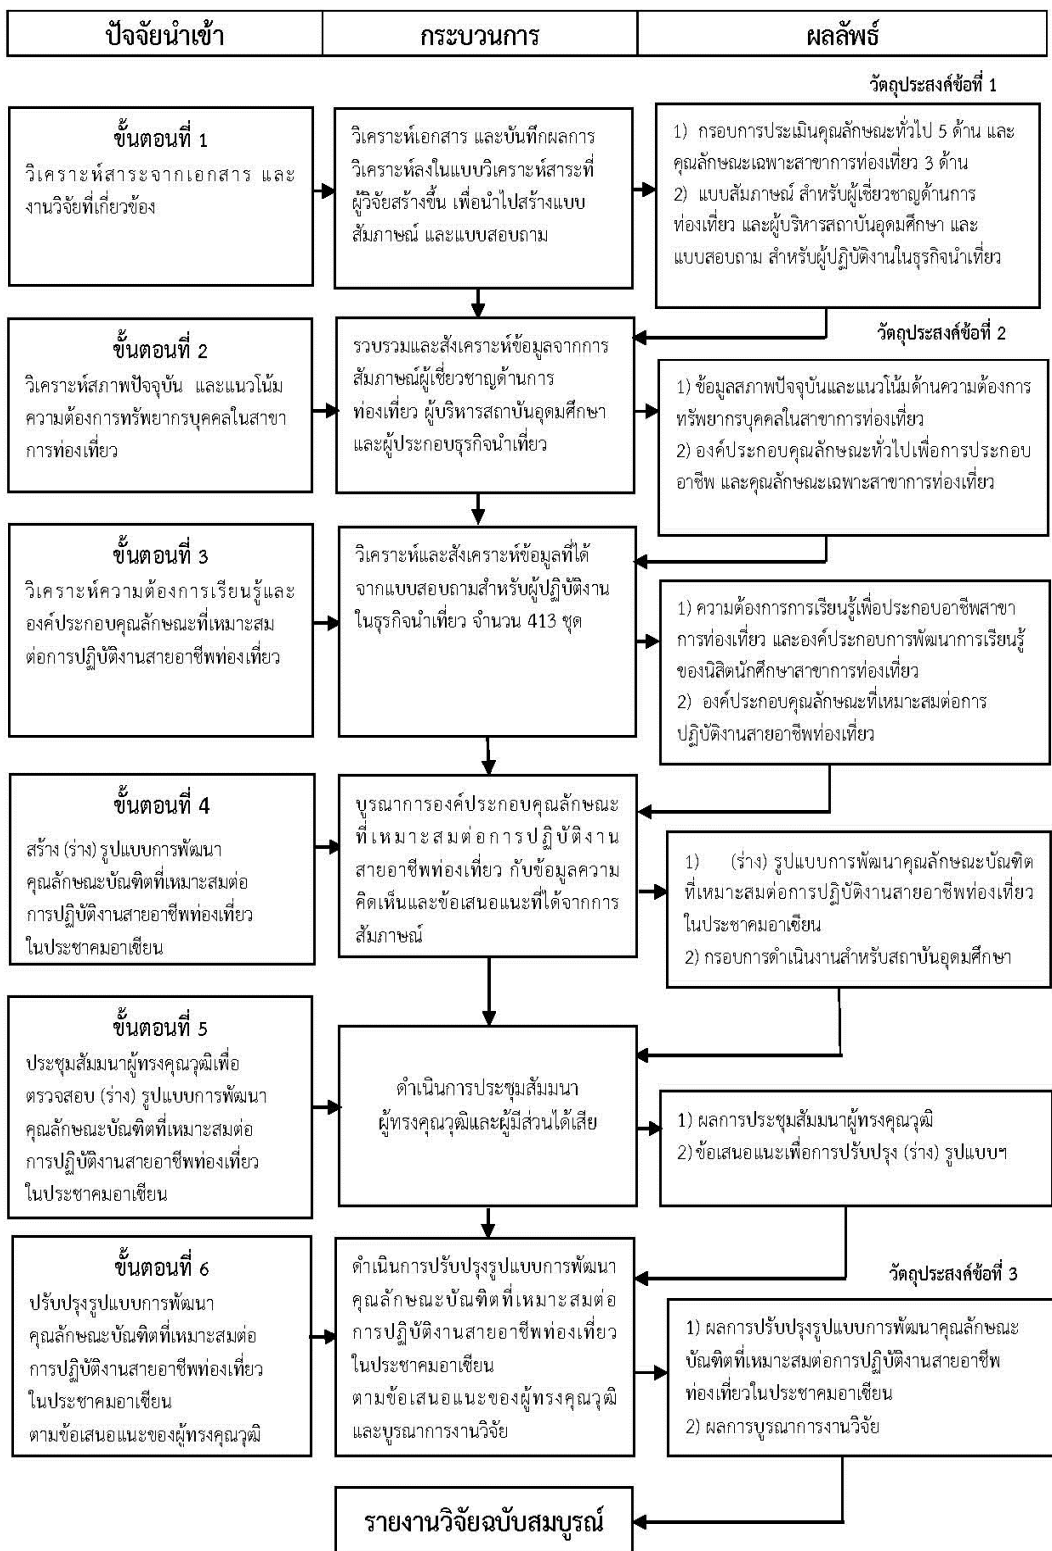 ปัจจัยนำเข้า
กระบวนการ
ผลลัพธ์
วัตถุประสงค์ข้อที่ 1
ขั้นตอนที่ 1
วิเคราะห์สาระจากเอกสาร และ
งานวิจัยที่เกี่ยวข้อง
วิเคราะห์เอกสาร และบันทึกผลการ
วิเคราะห์ลงในแบบวิเคราะห์สาระที่
ผู้วิจัยสร้างขึ้น เพื่อนำไปสร้างแบบ
สัมภาษณ์ และแบบสอบถาม
1) กรอบการประเมินคุณลักษณะทั่วไป 5 ด้าน และ
คุณลักษณะเฉพาะสาขาการท่องเที่ยว 3 ด้าน
2) แบบสัมภาษณ์ สำหรับผู้เชี่ยวชาญด้านการ
ท่องเที่ยว และผู้บริหารสถาบันอุดมศึกษา และ
แบบสอบถาม สำหรับผู้ปฏิบัติงานในธุรกิจนำเที่ยว
วัตถุประสงค์ข้อที่ 2
ขั้นตอนที่ 2
วิเคราะห์สภาพปัจจุบัน และแนวโน้ม
ความต้องการทรัพยากรบุคคลในสาขา
การท่องเที่ยว
รวบรวมและสังเคราะห์ข้อมูลจากการ
สัมภาษณ์ผู้เชี่ยวชาญด้านการ
ท่องเที่ยว ผู้บริหารสถาบันอุดมศึกษา
และผู้ประกอบธุรกิจนำเที่ยว
1) ข้อมูลสภาพปัจจุบันและแนวโน้มด้านความต้องการ
ทรัพยากรบุคคลในสาขาการท่องเที่ยว
2) องค์ประกอบคุณลักษณะทั่วไปเพื่อการประกอบ
อาชีพ และคุณลักษณะเฉพาะสาขาการท่องเที่ยว
ขั้นตอนที่ 3
วิเคราะห์ความต้องการเรียนรู้และ
องค์ประกอบคุณลักษณะที่เหมาะสม
ต่อการปฏิบัติงานสายอาชีพท่องเที่ยว
วิเคราะห์และสังเคราะห์ข้อมูลที่ได้
จากแบบสอบถามสำหรับผู้ปฏิบัติงาน
ในธุรกิจนำเที่ยว จำนวน 413 ชุด
1) ความต้องการการเรียนรู้เพื่อประกอบอาชีพสาขา
การท่องเที่ยว และองค์ประกอบการพัฒนาการเรียนรู้
ของนิสิตนักศึกษาสาขาการท่องเที่ยว
2) องค์ประกอบคุณลักษณะที่เหมาะสมต่อการ
ปฏิบัติงานสายอาชีพท่องเที่ยว
ขั้นตอนที่ 4
สร้าง (ร่าง) รูปแบบการพัฒนา
คุณลักษณะบัณฑิตที่เหมาะสมต่อ
การปฏิบัติงานสายอาชีพท่องเที่ยว
ในประชาคมอาเซียน
บูรณาการองค์ประกอบคุณลักษณะ
ที่เหมาะสมต่อการปฏิบัติงาน
สายอาชีพท่องเที่ยว กับข้อมูลความ
คิดเห็นและข้อเสนอแนะที่ได้จากการ
สัมภาษณ์
1) (ร่าง) รูปแบบการพัฒนาคุณลักษณะบัณฑิต
ที่เหมาะสมต่อการปฏิบัติงานสายอาชีพท่องเที่ยว
ในประชาคมอาเซียน
2) กรอบการดำเนินงานสำหรับสถาบันอุดมศึกษา
ขั้นตอนที่ 5
ประชุมสัมมนาผู้ทรงคุณวุฒิเพื่อ
ตรวจสอบ (ร่าง) รูปแบบการพัฒนา
คุณลักษณะบัณฑิตที่เหมาะสมต่อ
การปฏิบัติงานสายอาชีพท่องเที่ยว
ในประชาคมอาเซียน
ดำเนินการประชุมสัมมนา
ผู้ทรงคุณวุฒิและผู้มีส่วนได้เสีย
1) ผลการประชุมสัมมนาผู้ทรงคุณวุฒิ
2) ข้อเสนอแนะเพื่อการปรับปรุง (ร่าง) รูปแบบฯ
วัตถุประสงค์ข้อที่ 3
ขั้นตอนที่ 6
ปรับปรุงรูปแบบการพัฒนา
คุณลักษณะบัณฑิตที่เหมาะสมต่อ
การปฏิบัติงานสายอาชีพท่องเที่ยว
ในประชาคมอาเซียน
ตามข้อเสนอแนะของผู้ทรงคุณวุฒิ
ดำเนินการปรับปรุงรูปแบบการพัฒนา
คุณลักษณะบัณฑิตที่เหมาะสมต่อ
การปฏิบัติงานสายอาชีพท่องเที่ยว
ในประชาคมอาเซียน
ตามข้อเสนอแนะของผู้ทรงคุณวุฒิ
และบูรณาการงานวิจัย
1) ผลการปรับปรุงรูปแบบการพัฒนาคุณลักษณะ
บัณฑิตที่เหมาะสมต่อการปฏิบัติงานสายอาชีพ
ท่องเที่ยวในประชาคมอาเซียน
2) ผลการบูรณาการงานวิจัย
รายงานวิจัยฉบับสมบูรณ์